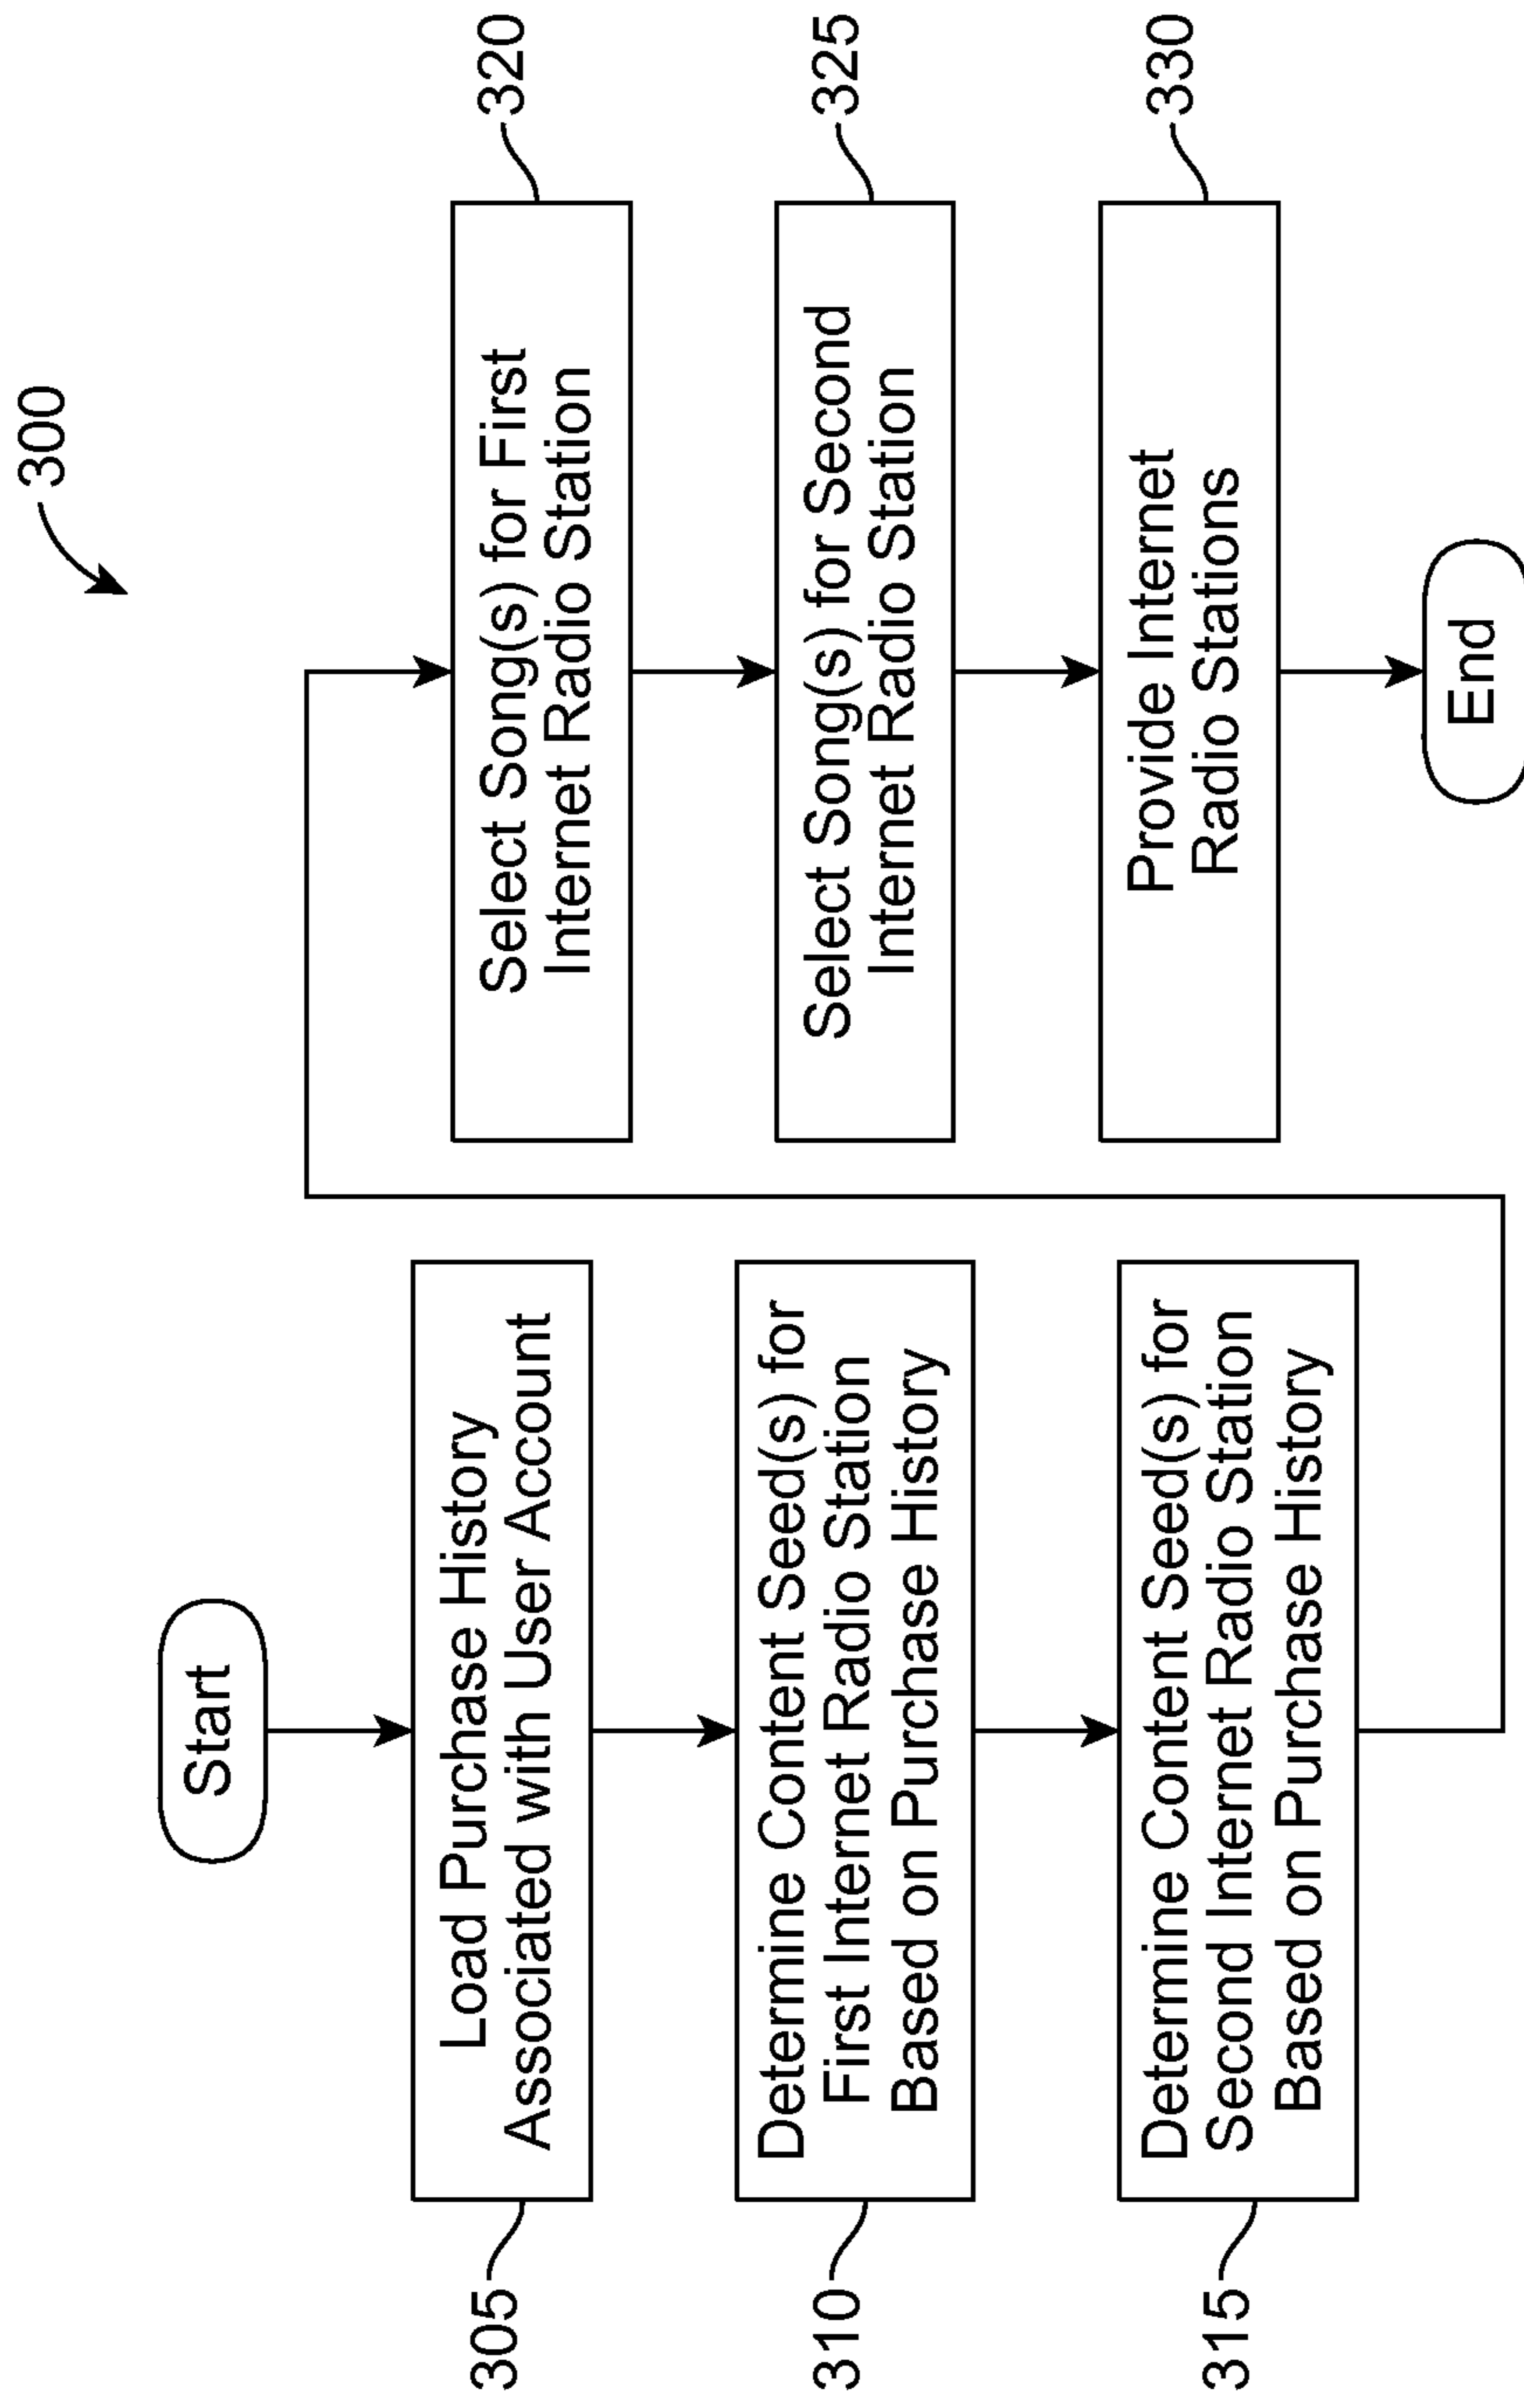 300
Start
305
Load Purchase History
Associated with User Account
310
Determine Content Seed(s) for
First Internet Radio Station
Based on Purchase History
315
Determine Content Seed(s) for
Second Internet Radio Station
Based on Purchase History
320
Select Song(s) for First
Internet Radio Station
325
Select Song(s) for Second
Internet Radio Station
330
Provide Internet
Radio Stations
End